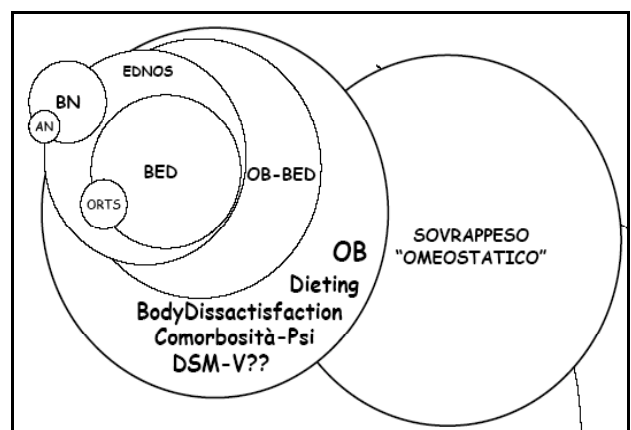 EDNOS
BN
AN
BED
OB-BED
ORTS
OB
Dieting
BodyDissactisfaction
Comorbosità-Psi
DSM-V??
SOVRAPPESO
“OMEOSTATICO”